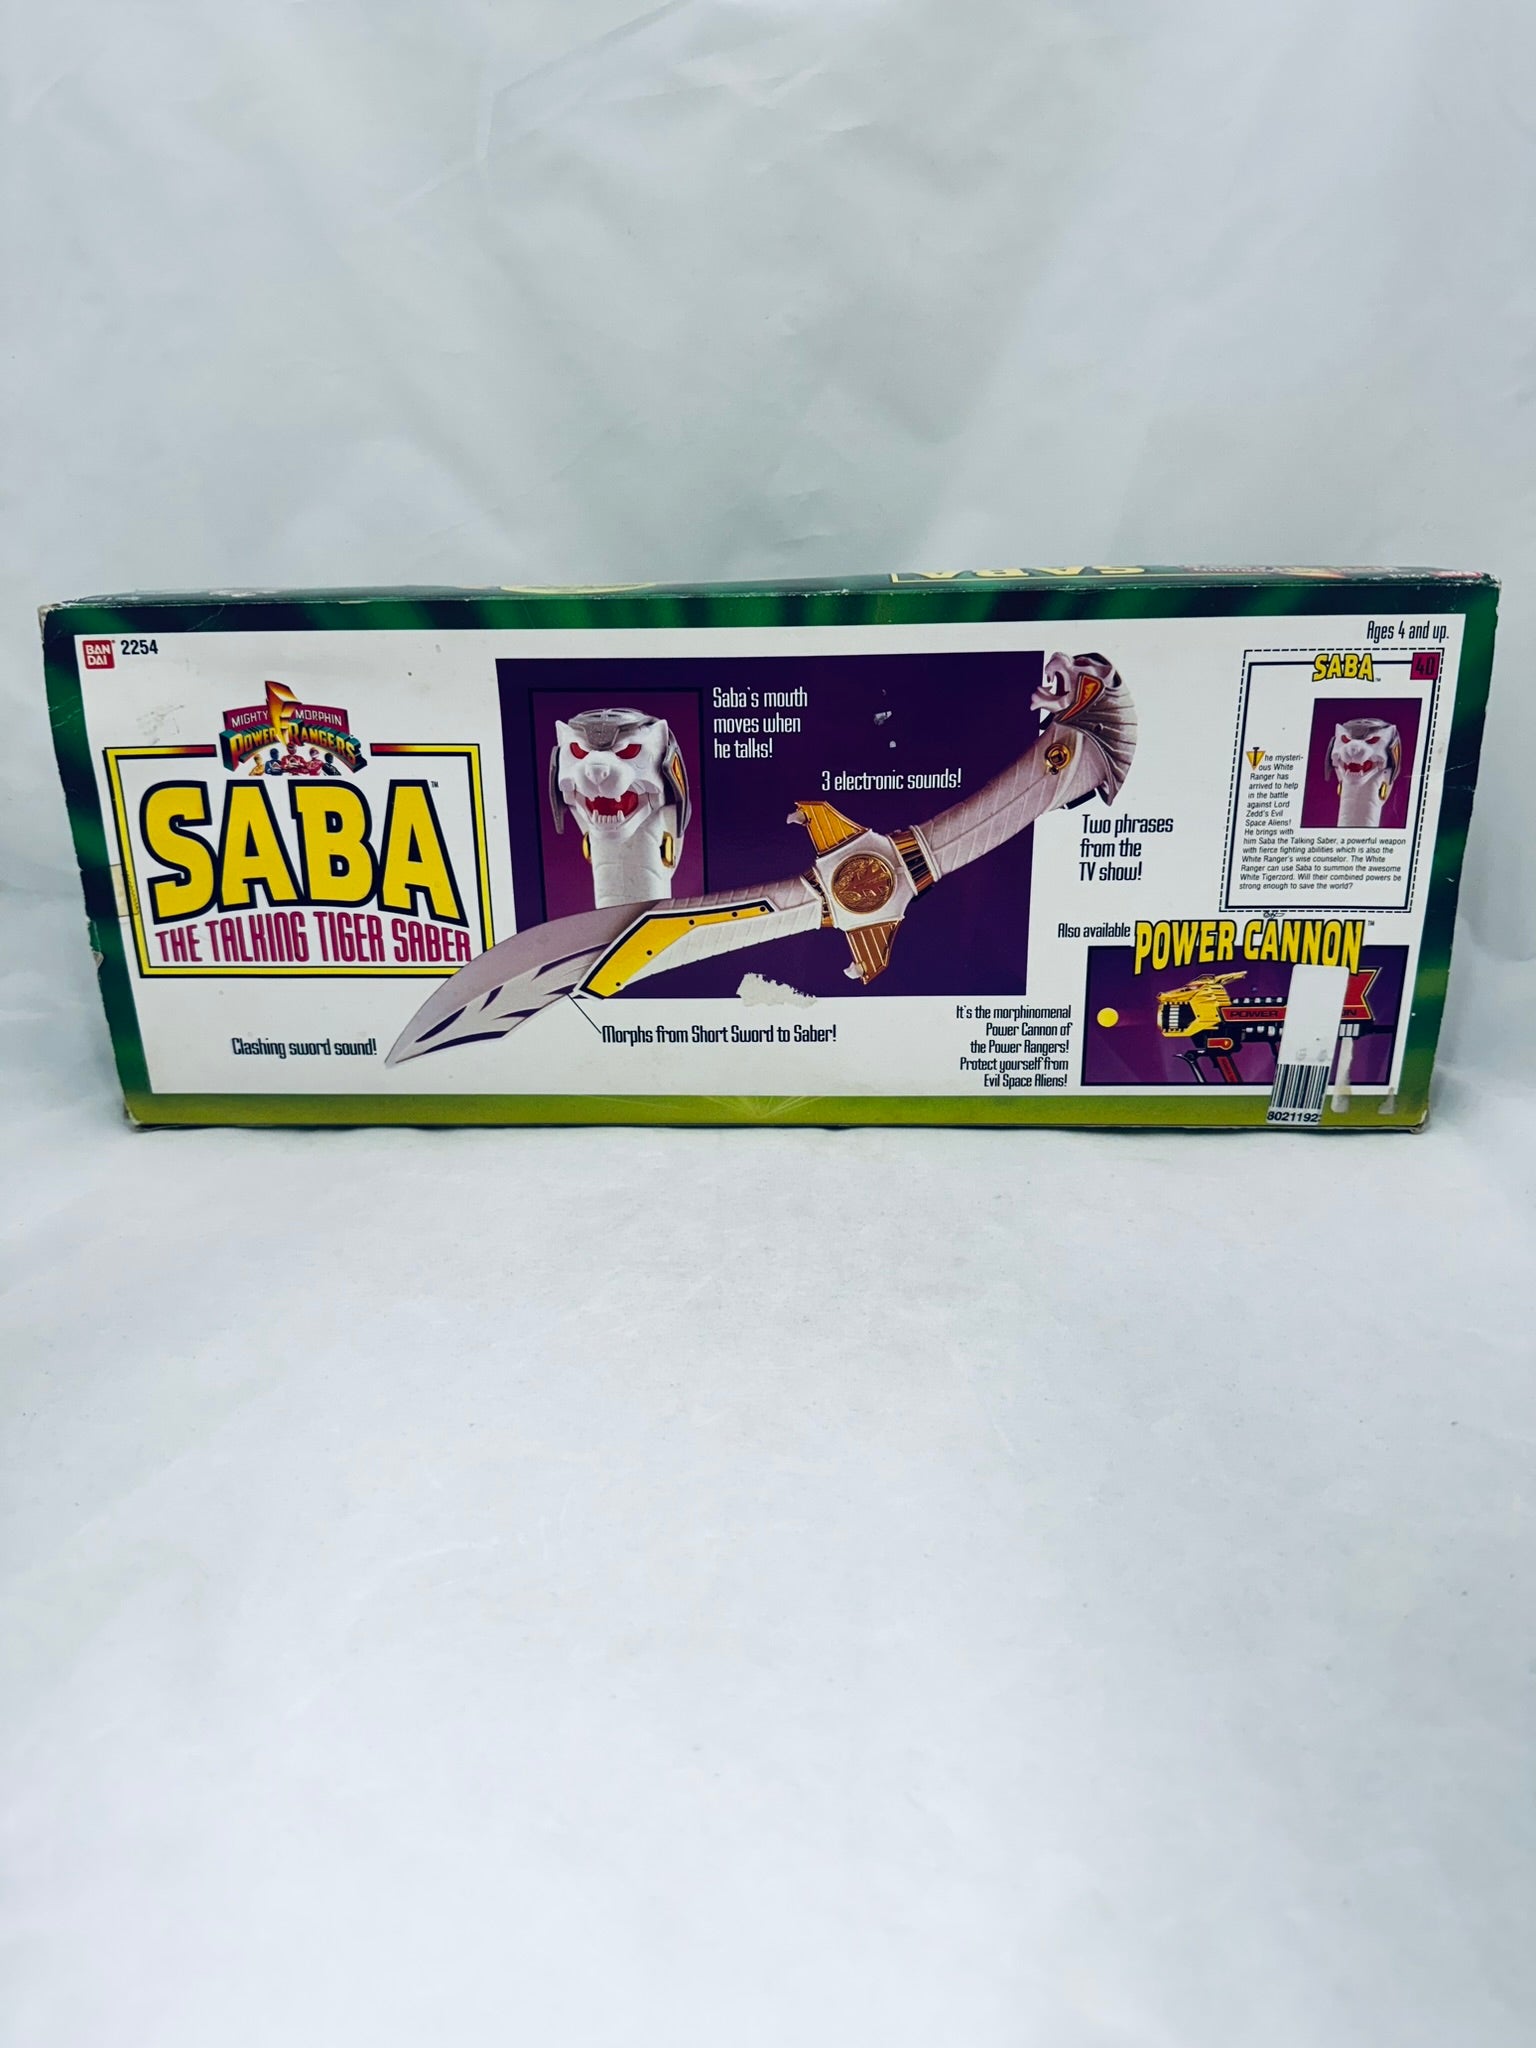 SABA
BAN
DAI
2254
Ages 4 and up.
MIGHTY MORPHIN
POWER RANGERS
SABA™
THE TALKING TIGER SABER
Clashing sword sound!
Saba's mouth
moves when
he talks!
3 electronic sounds!
Two phrases
from the
TV show!
Morphs from Short Sword to Saber!
SABA™
40
The mysteri-
ous White
Ranger has
arrived to help
in the battle
against Lord
Zedd's Evil
Space Aliens!
He brings with
him Saba the Talking Saber, a powerful weapon
with fierce fighting abilities which is also the
White Ranger's wise counselor. The White
Ranger can use Saba to summon the awesome
White Tigerzord. Will their combined powers be
strong enough to save the world?
Also available
POWER CANNON™
It's the morphinomenal
Power Cannon of
the Power Rangers!
Protect yourself from
Evil Space Aliens!
POWER